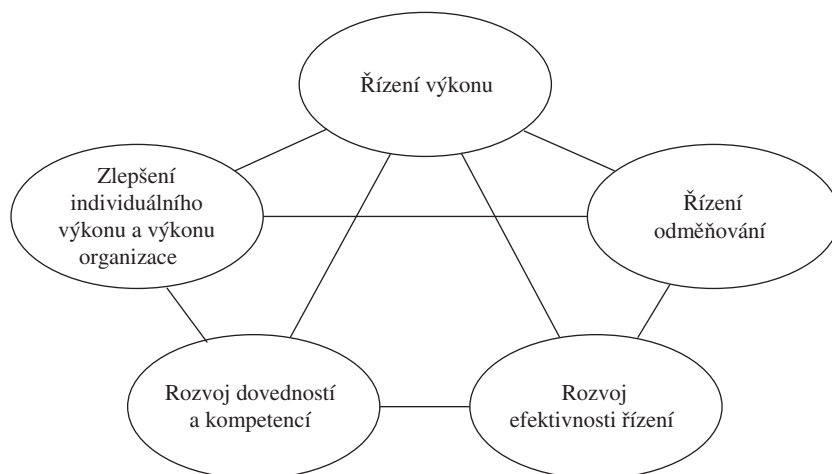 Řízení výkonu
Zlepšení
individuálního
výkonu a výkonu
organizace
Řízení
odměňování
Rozvoj dovedností
a kompetencí
Rozvoj
efektivnosti řízení